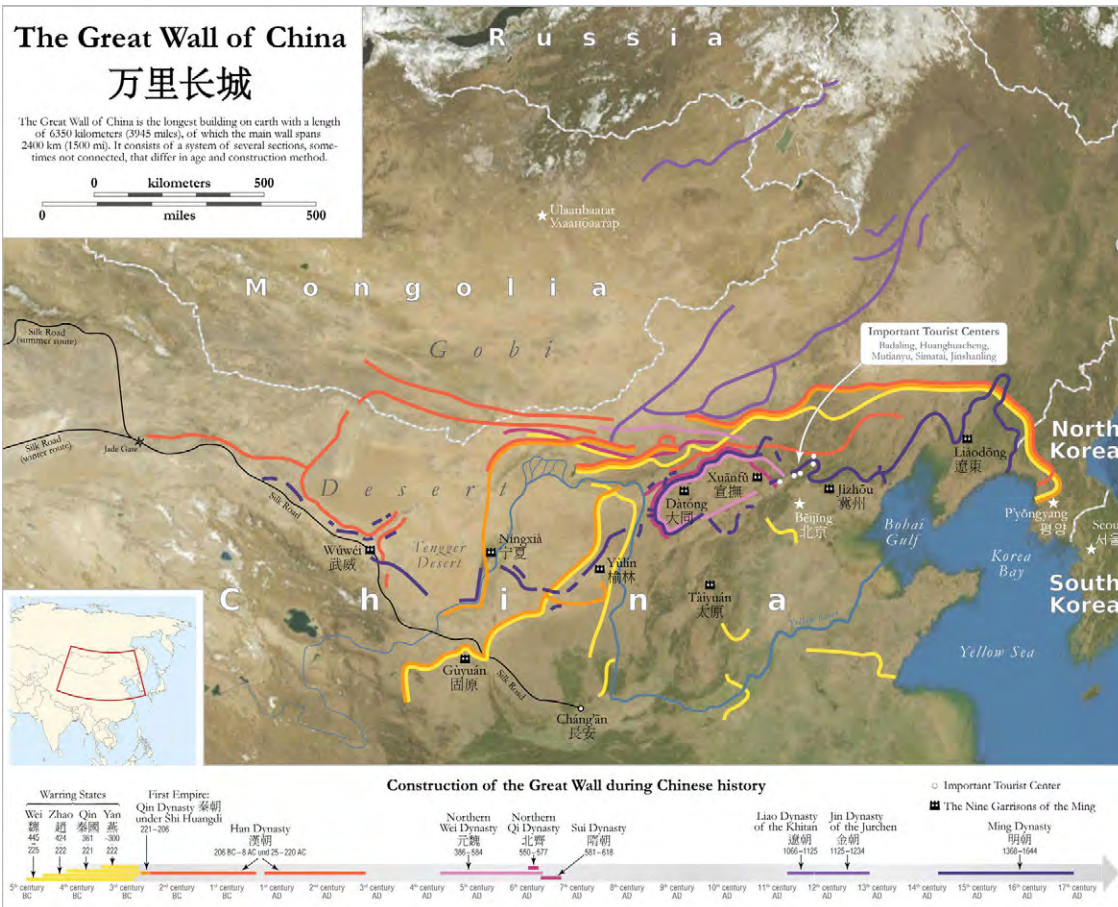 The Great Wall of China
万里长城
The Great Wall of China is the longest building on earth with a length
of 6350 kilometers (3945 miles), of which the main wall spans
2400 km (1500 mi). It consists of a system of several sections, some-
times not connected, that differ in age and construction method.
0 kilometers 500
0 miles 500
Russia
Ulaanbaatar
Улаанбаатар
Mongolia
Gobi
Desert
Silk Road
(summer route)
Silk Road
(winter route)
Jade Gate
Silk Road
Important Tourist Centers
Badaling, Huanghuacheng,
Mutianyu, Simatai, Jinshanling
North
Korea
Liáodōng
遼東
Xuānfǔ
宣撫
Dàtóng
大同
Jìzhōu
冀州
Běijīng
北京
P'yŏngyang
평양
Seou
서울
Bohai
Gulf
Korea
Bay
South
Korea
Wǔwéi
武威
Tengger
Desert
Níngxià
宁夏
Yúlín
榆林
Tàiyuán
太原
China
Yellow River
Yellow Sea
Gùyuán
固原
Silk Road
Cháng'ān
長安
Construction of the Great Wall during Chinese history
Important Tourist Center
The Nine Garrisons of the Ming
Warring States
Wei
魏
445
225
Zhao
趙
424
222
Qin
秦國
361
221
Yan
燕
~300
222
First Empire:
Qin Dynasty 秦朝
under Shi Huangdi
221–206
Han Dynasty
漢朝
206 BC–8 AC und 25–220 AC
Northern
Wei Dynasty
元魏
386–584
Northern
Qi Dynasty
北齊
550–577
Sui Dynasty
隋朝
581–618
Liao Dynasty
of the Khitan
遼朝
1066–1125
Jin Dynasty
of the Jurchen
金朝
1125–1234
Ming Dynasty
明朝
1368–1644
5th century
BC
4th century
BC
3rd century
BC
2nd century
BC
1st century
BC
1st century
AD
2nd century
AD
3rd century
AD
4th century
AD
5th century
AD
6th century
AD
7th century
AD
8th century
AD
9th century
AD
10th century
AD
11th century
AD
12th century
AD
13th century
AD
14th century
AD
15th century
AD
16th century
AD
17th century
AD